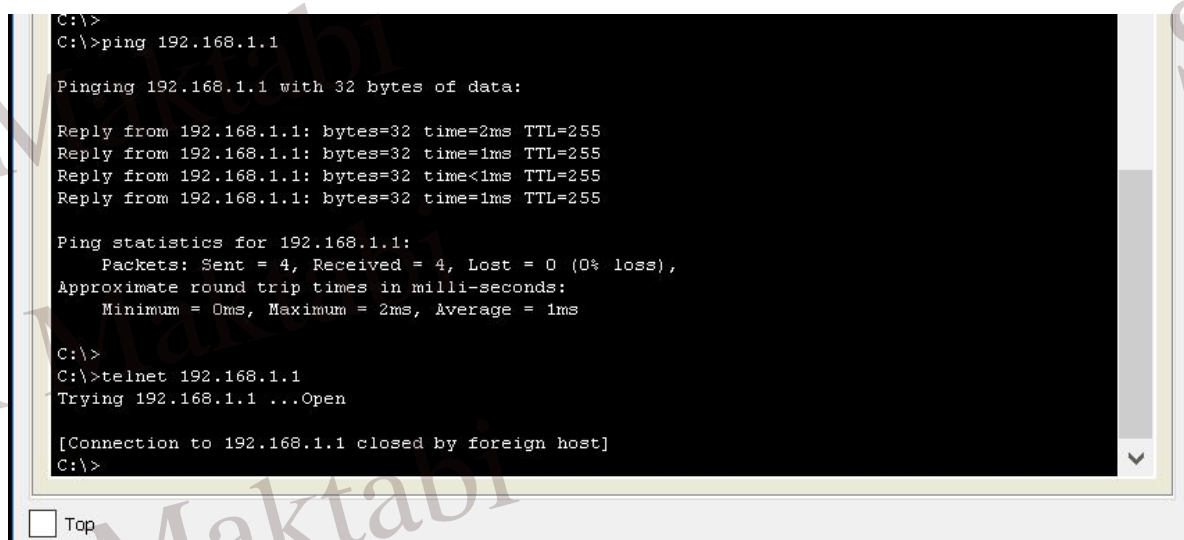 C:\>
C:\>ping 192.168.1.1
Pinging 192.168.1.1 with 32 bytes of data:
Reply from 192.168.1.1: bytes=32 time=2ms TTL=255
Reply from 192.168.1.1: bytes=32 time=1ms TTL=255
Reply from 192.168.1.1: bytes=32 time<1ms TTL=255
Reply from 192.168.1.1: bytes=32 time=1ms TTL=255
Ping statistics for 192.168.1.1:
Packets: Sent = 4, Received = 4, Lost = 0 (0% loss),
Approximate round trip times in milli-seconds:
Minimum = 0ms, Maximum = 2ms, Average = 1ms
C:\>
C:\>telnet 192.168.1.1
Trying 192.168.1.1 ...Open
[Connection to 192.168.1.1 closed by foreign host]
C:\>
Top
Maktabi
Maktabi
Maktabi
Maktabi